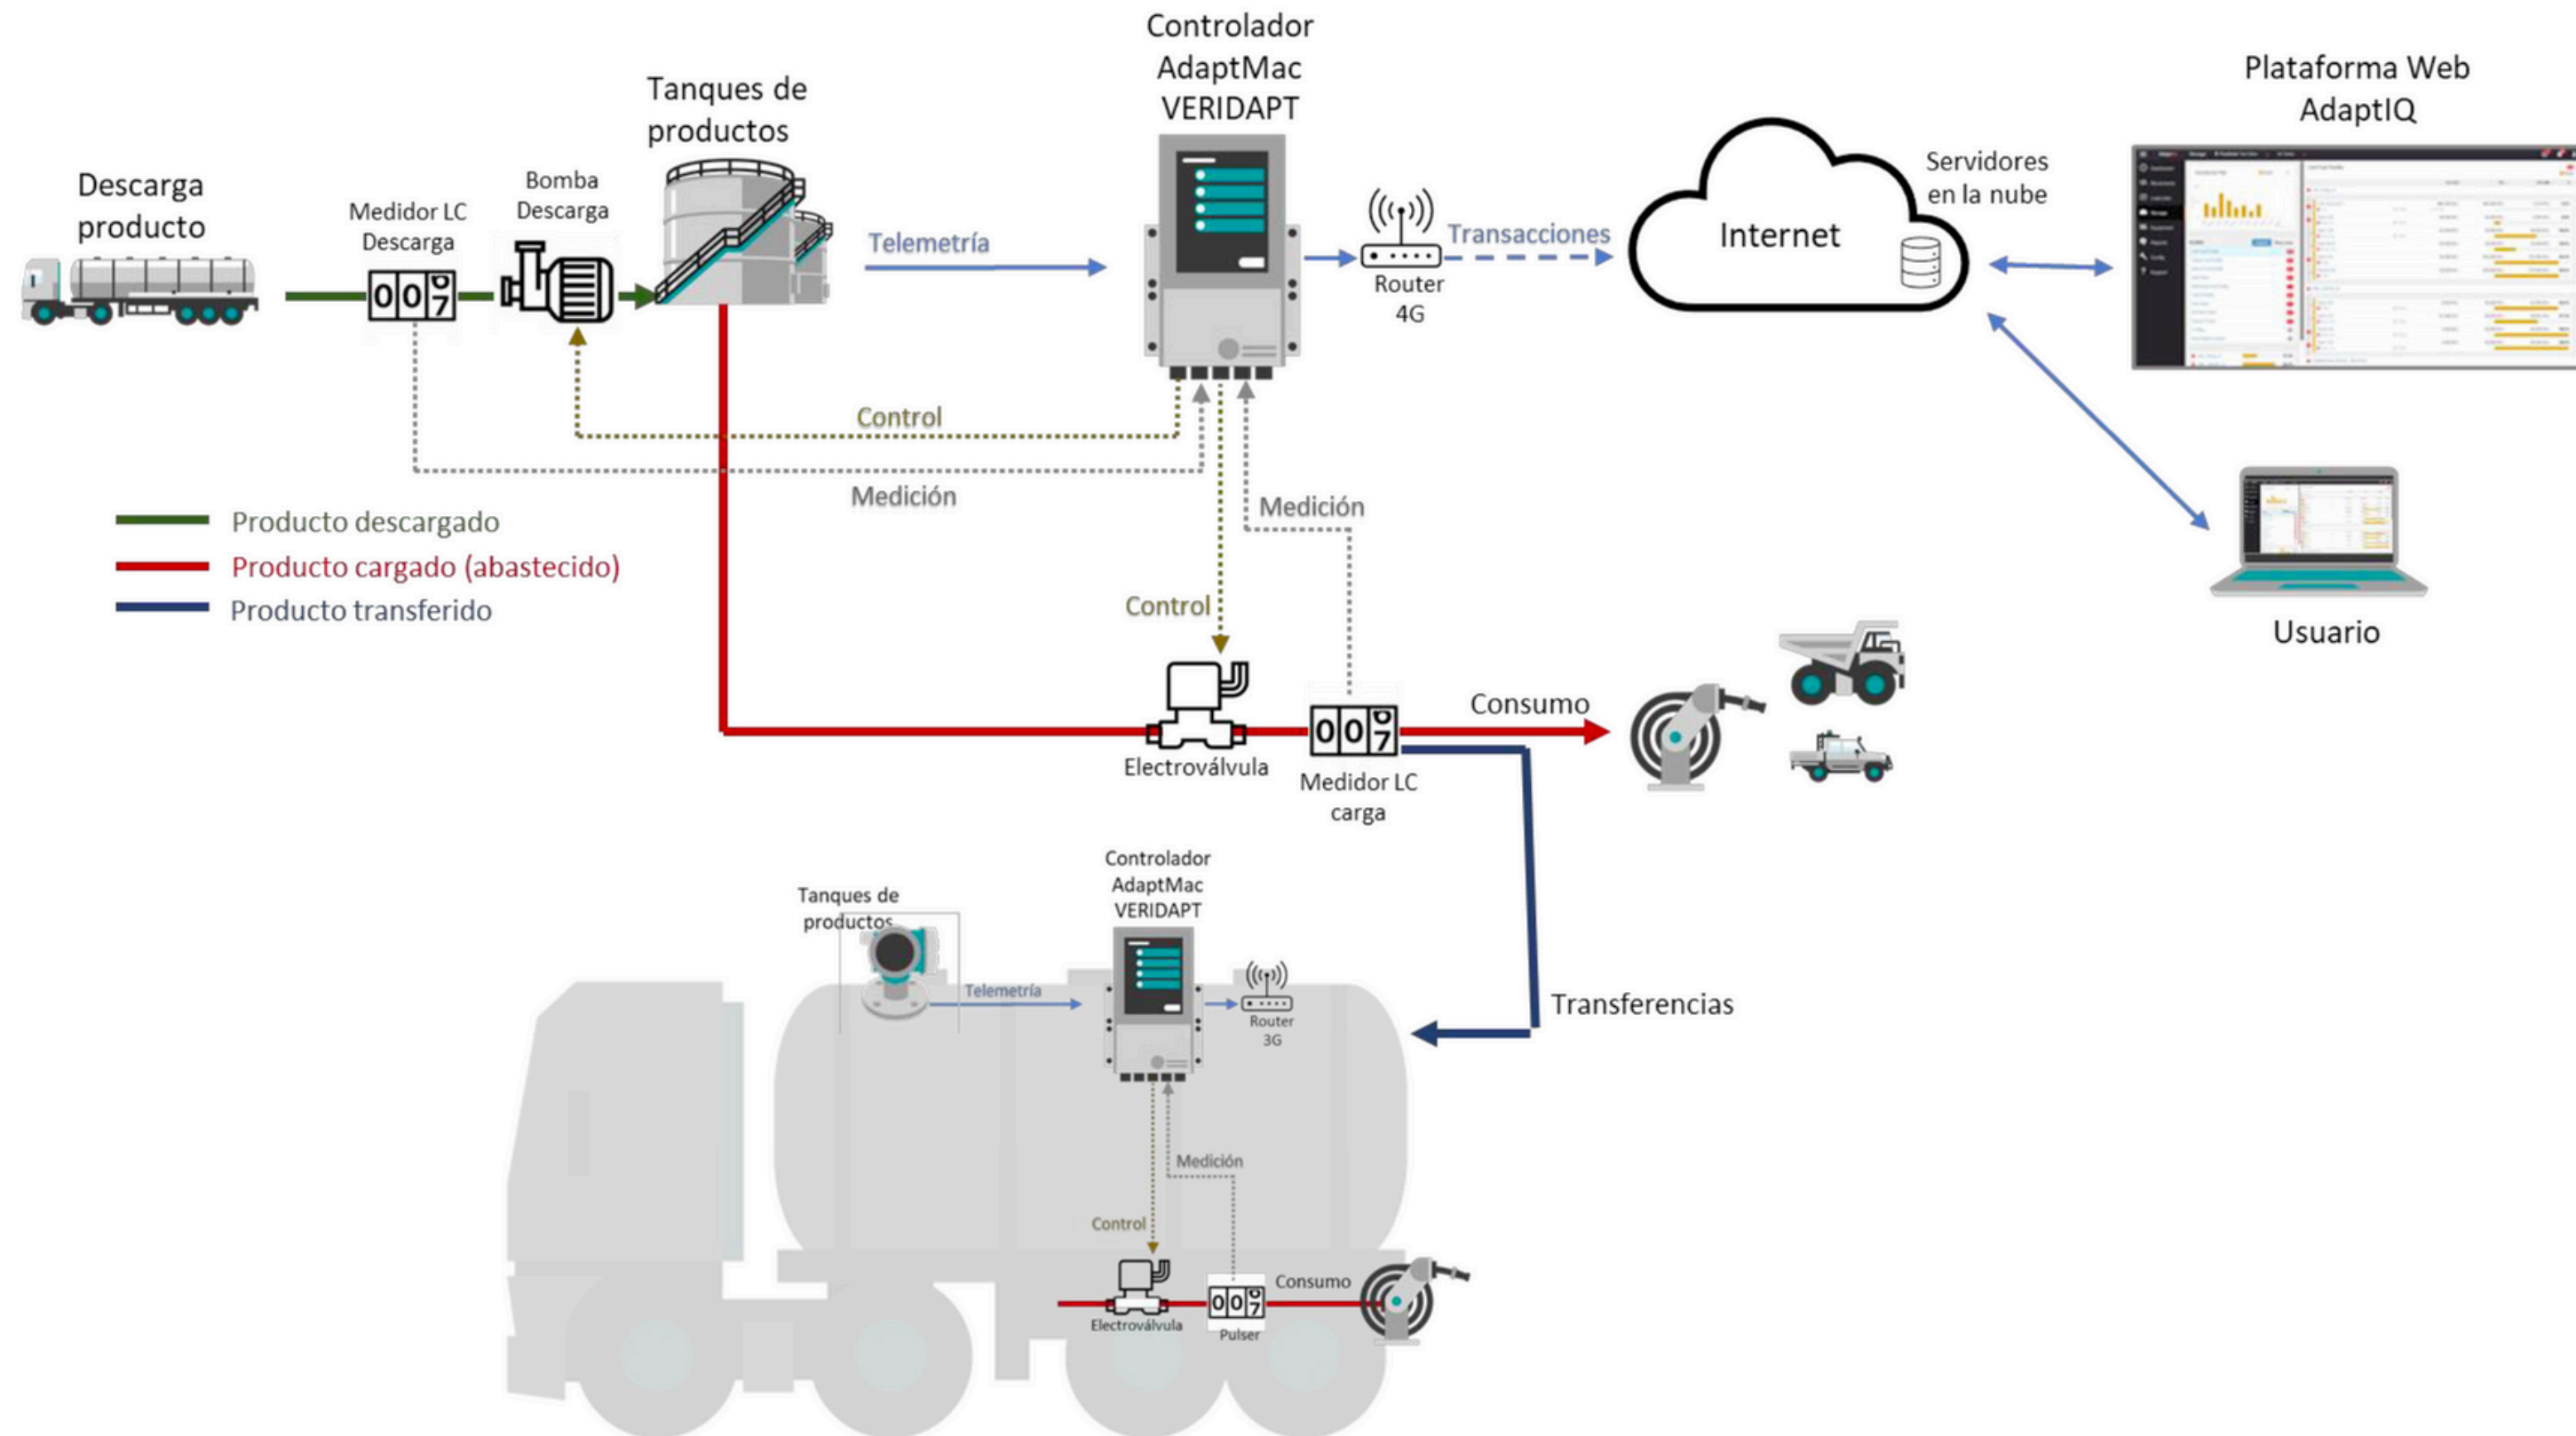 Controlador
AdaptMac
VERIDAPT
Plataforma Web
AdaptIQ
Tanques de
productos
Descarga
producto
Medidor LC
Descarga
Bomba
Descarga
007
Telemetría
Transacciones
Router
4G
Internet
Servidores
en la nube
Control
Medición
Medición
Control
Producto descargado
Producto cargado (abastecido)
Producto transferido
Usuario
Consumo
007
Electroválvula
Medidor LC
carga
Transferencias
Controlador
AdaptMac
VERIDAPT
Tanques de
productos
Telemetría
Router
3G
Medición
Control
Consumo
007
Electroválvula
Pulser